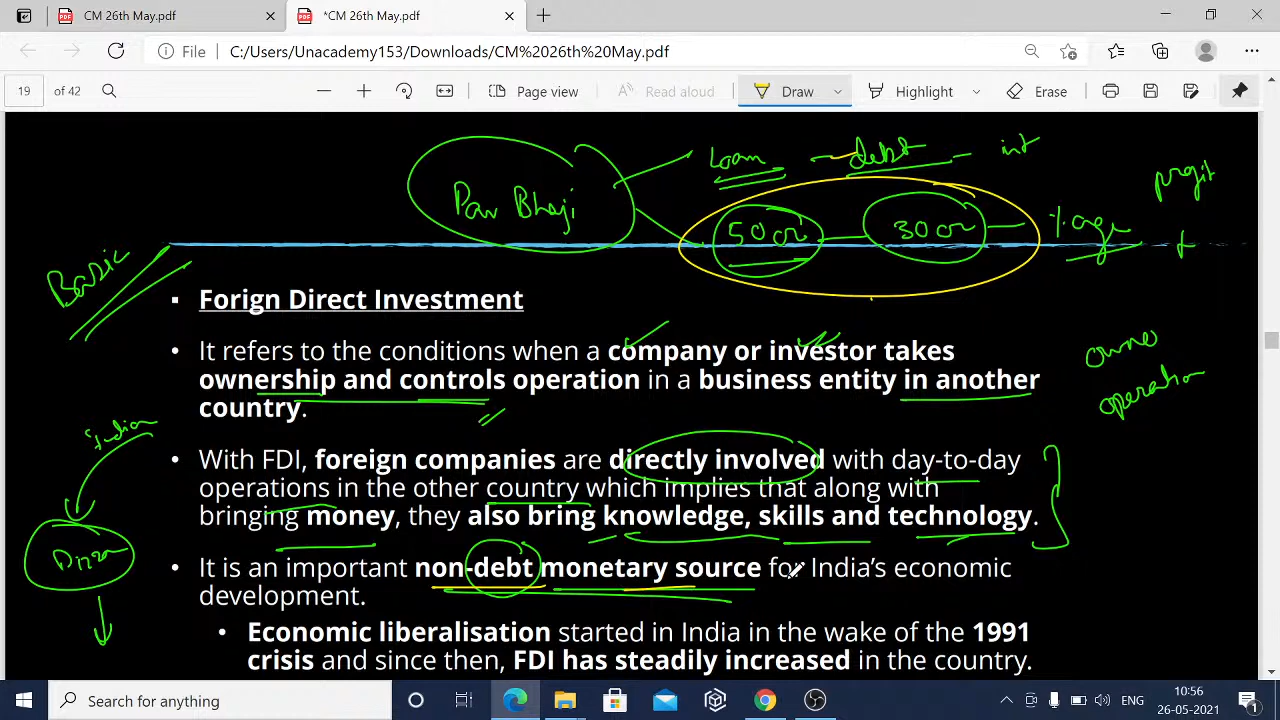 CM 26th May.pdf
*CM 26th May.pdf
File
C:/Users/Unacademy153/Downloads/CM%2026th%20May.pdf
19 of 42
Page view
Read aloud
Draw
Highlight
Erase
Loan debt int
Pav Bhaji
profit
50 cr 30 cr %age
+
Basic
Forign Direct Investment
It refers to the conditions when a company or investor takes
ownership and controls operation in a business entity in another
country.
owne
operation
Indian
With FDI, foreign companies are directly involved with day-to-day
operations in the other country which implies that along with
bringing money, they also bring knowledge, skills and technology.
Pizza
It is an important non-debt monetary source for India's economic
development.
Economic liberalisation started in India in the wake of the 1991
crisis and since then, FDI has steadily increased in the country.
Search for anything
ENG
10:56
26-05-2021